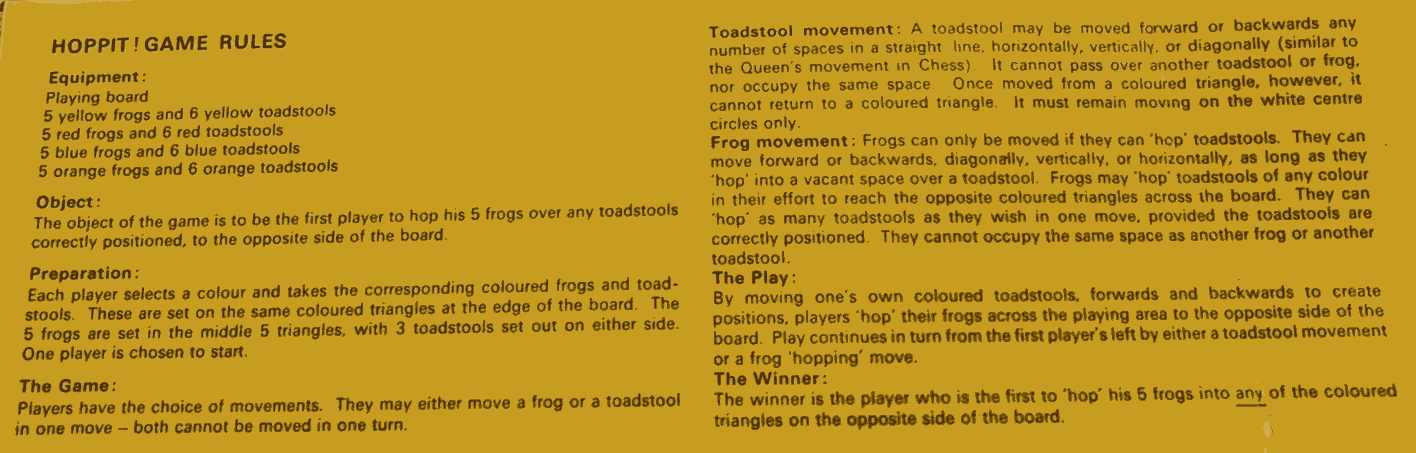 HOPPIT! GAME RULES
Equipment:
Playing board
5 yellow frogs and 6 yellow toadstools
5 red frogs and 6 red toadstools
5 blue frogs and 6 blue toadstools
5 orange frogs and 6 orange toadstools
Object:
The object of the game is to be the first player to hop his 5 frogs over any toadstools
correctly positioned, to the opposite side of the board.
Preparation:
Each player selects a colour and takes the corresponding coloured frogs and toad-
stools. These are set on the same coloured triangles at the edge of the board. The
5 frogs are set in the middle 5 triangles, with 3 toadstools set out on either side.
One player is chosen to start.
The Game:
Players have the choice of movements. They may either move a frog or a toadstool
in one move – both cannot be moved in one turn.
Toadstool movement: A toadstool may be moved forward or backwards any
number of spaces in a straight line, horizontally, vertically, or diagonally (similar to
the Queen's movement in Chess). It cannot pass over another toadstool or frog,
nor occupy the same space. Once moved from a coloured triangle, however, it
cannot return to a coloured triangle. It must remain moving on the white centre
circles only.
Frog movement: Frogs can only be moved if they can 'hop' toadstools. They can
move forward or backwards, diagonally, vertically, or horizontally, as long as they
'hop' into a vacant space over a toadstool. Frogs may 'hop' toadstools of any colour
in their effort to reach the opposite coloured triangles across the board. They can
'hop' as many toadstools as they wish in one move, provided the toadstools are
correctly positioned. They cannot occupy the same space as another frog or another
toadstool.
The Play:
By moving one's own coloured toadstools, forwards and backwards to create
positions, players 'hop' their frogs across the playing area to the opposite side of the
board. Play continues in turn from the first player's left by either a toadstool movement
or a frog 'hopping' move.
The Winner:
The winner is the player who is the first to 'hop' his 5 frogs into any of the coloured
triangles on the opposite side of the board.